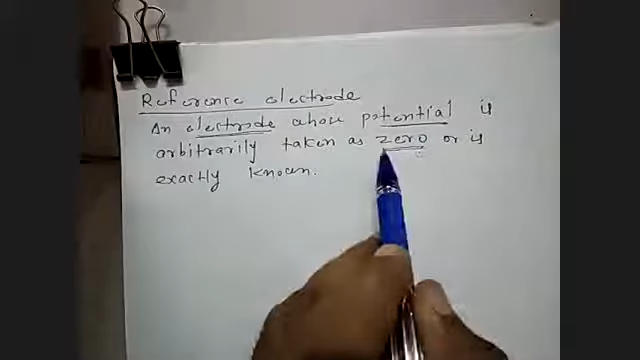 Reference electrode
An electrode whose potential is
arbitrarily taken as zero or is
exactly known.